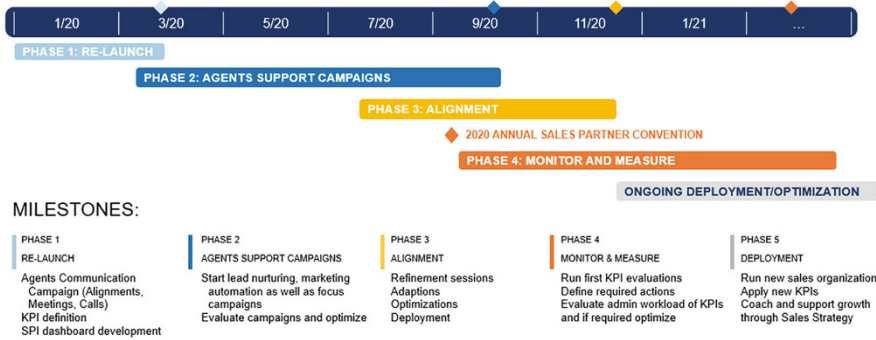 1/20 3/20 5/20 7/20 9/20 11/20 1/21 ...
PHASE 1: RE-LAUNCH
PHASE 2: AGENTS SUPPORT CAMPAIGNS
PHASE 3: ALIGNMENT
2020 ANNUAL SALES PARTNER CONVENTION
PHASE 4: MONITOR AND MEASURE
ONGOING DEPLOYMENT/OPTIMIZATION
MILESTONES:
PHASE 1
RE-LAUNCH
Agents Communication
Campaign (Alignments,
Meetings, Calls)
KPI definition
SPI dashboard development
PHASE 2
AGENTS SUPPORT CAMPAIGNS
Start lead nurturing, marketing
automation as well as focus
campaigns
Evaluate campaigns and optimize
PHASE 3
ALIGNMENT
Refinement sessions
Adaptions
Optimizations
Deployment
PHASE 4
MONITOR & MEASURE
Run first KPI evaluations
Define required actions
Evaluate admin workload of KPIs
and if required optimize
PHASE 5
DEPLOYMENT
Run new sales organization
Apply new KPIs
Coach and support growth
through Sales Strategy